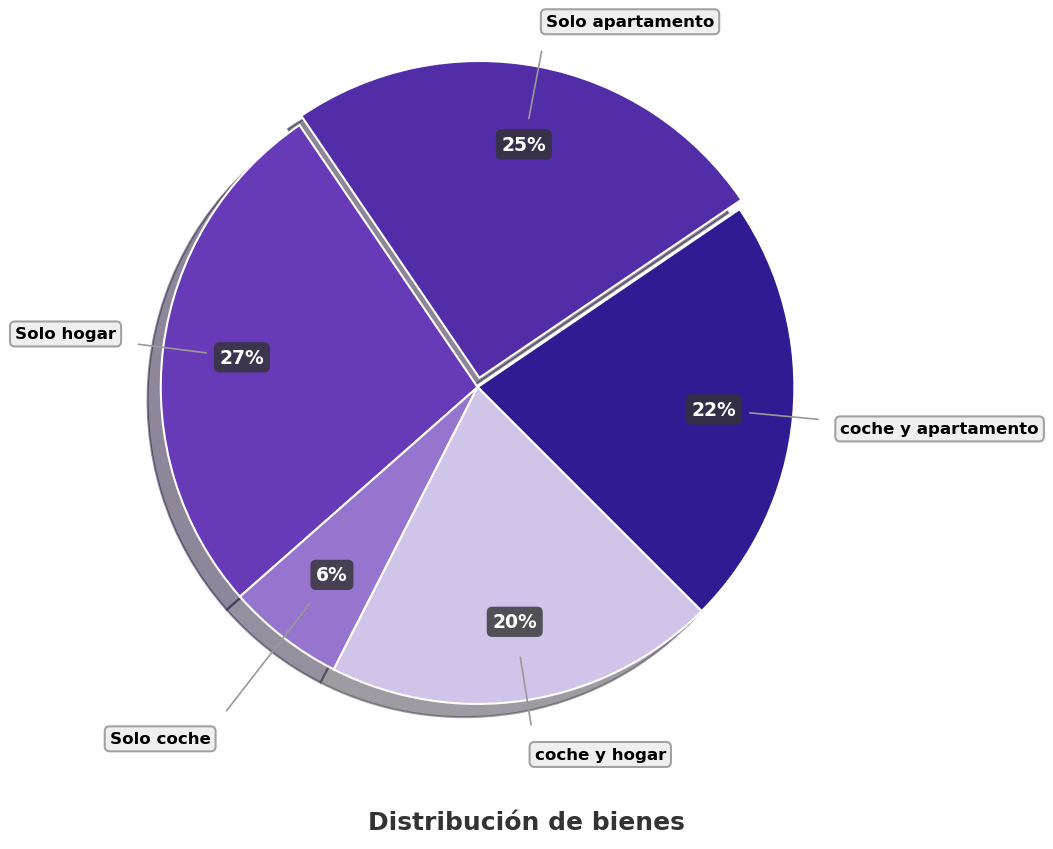 Solo apartamento
25%
Solo hogar
27%
22%
coche y apartamento
6%
20%
Solo coche
coche y hogar
Distribución de bienes